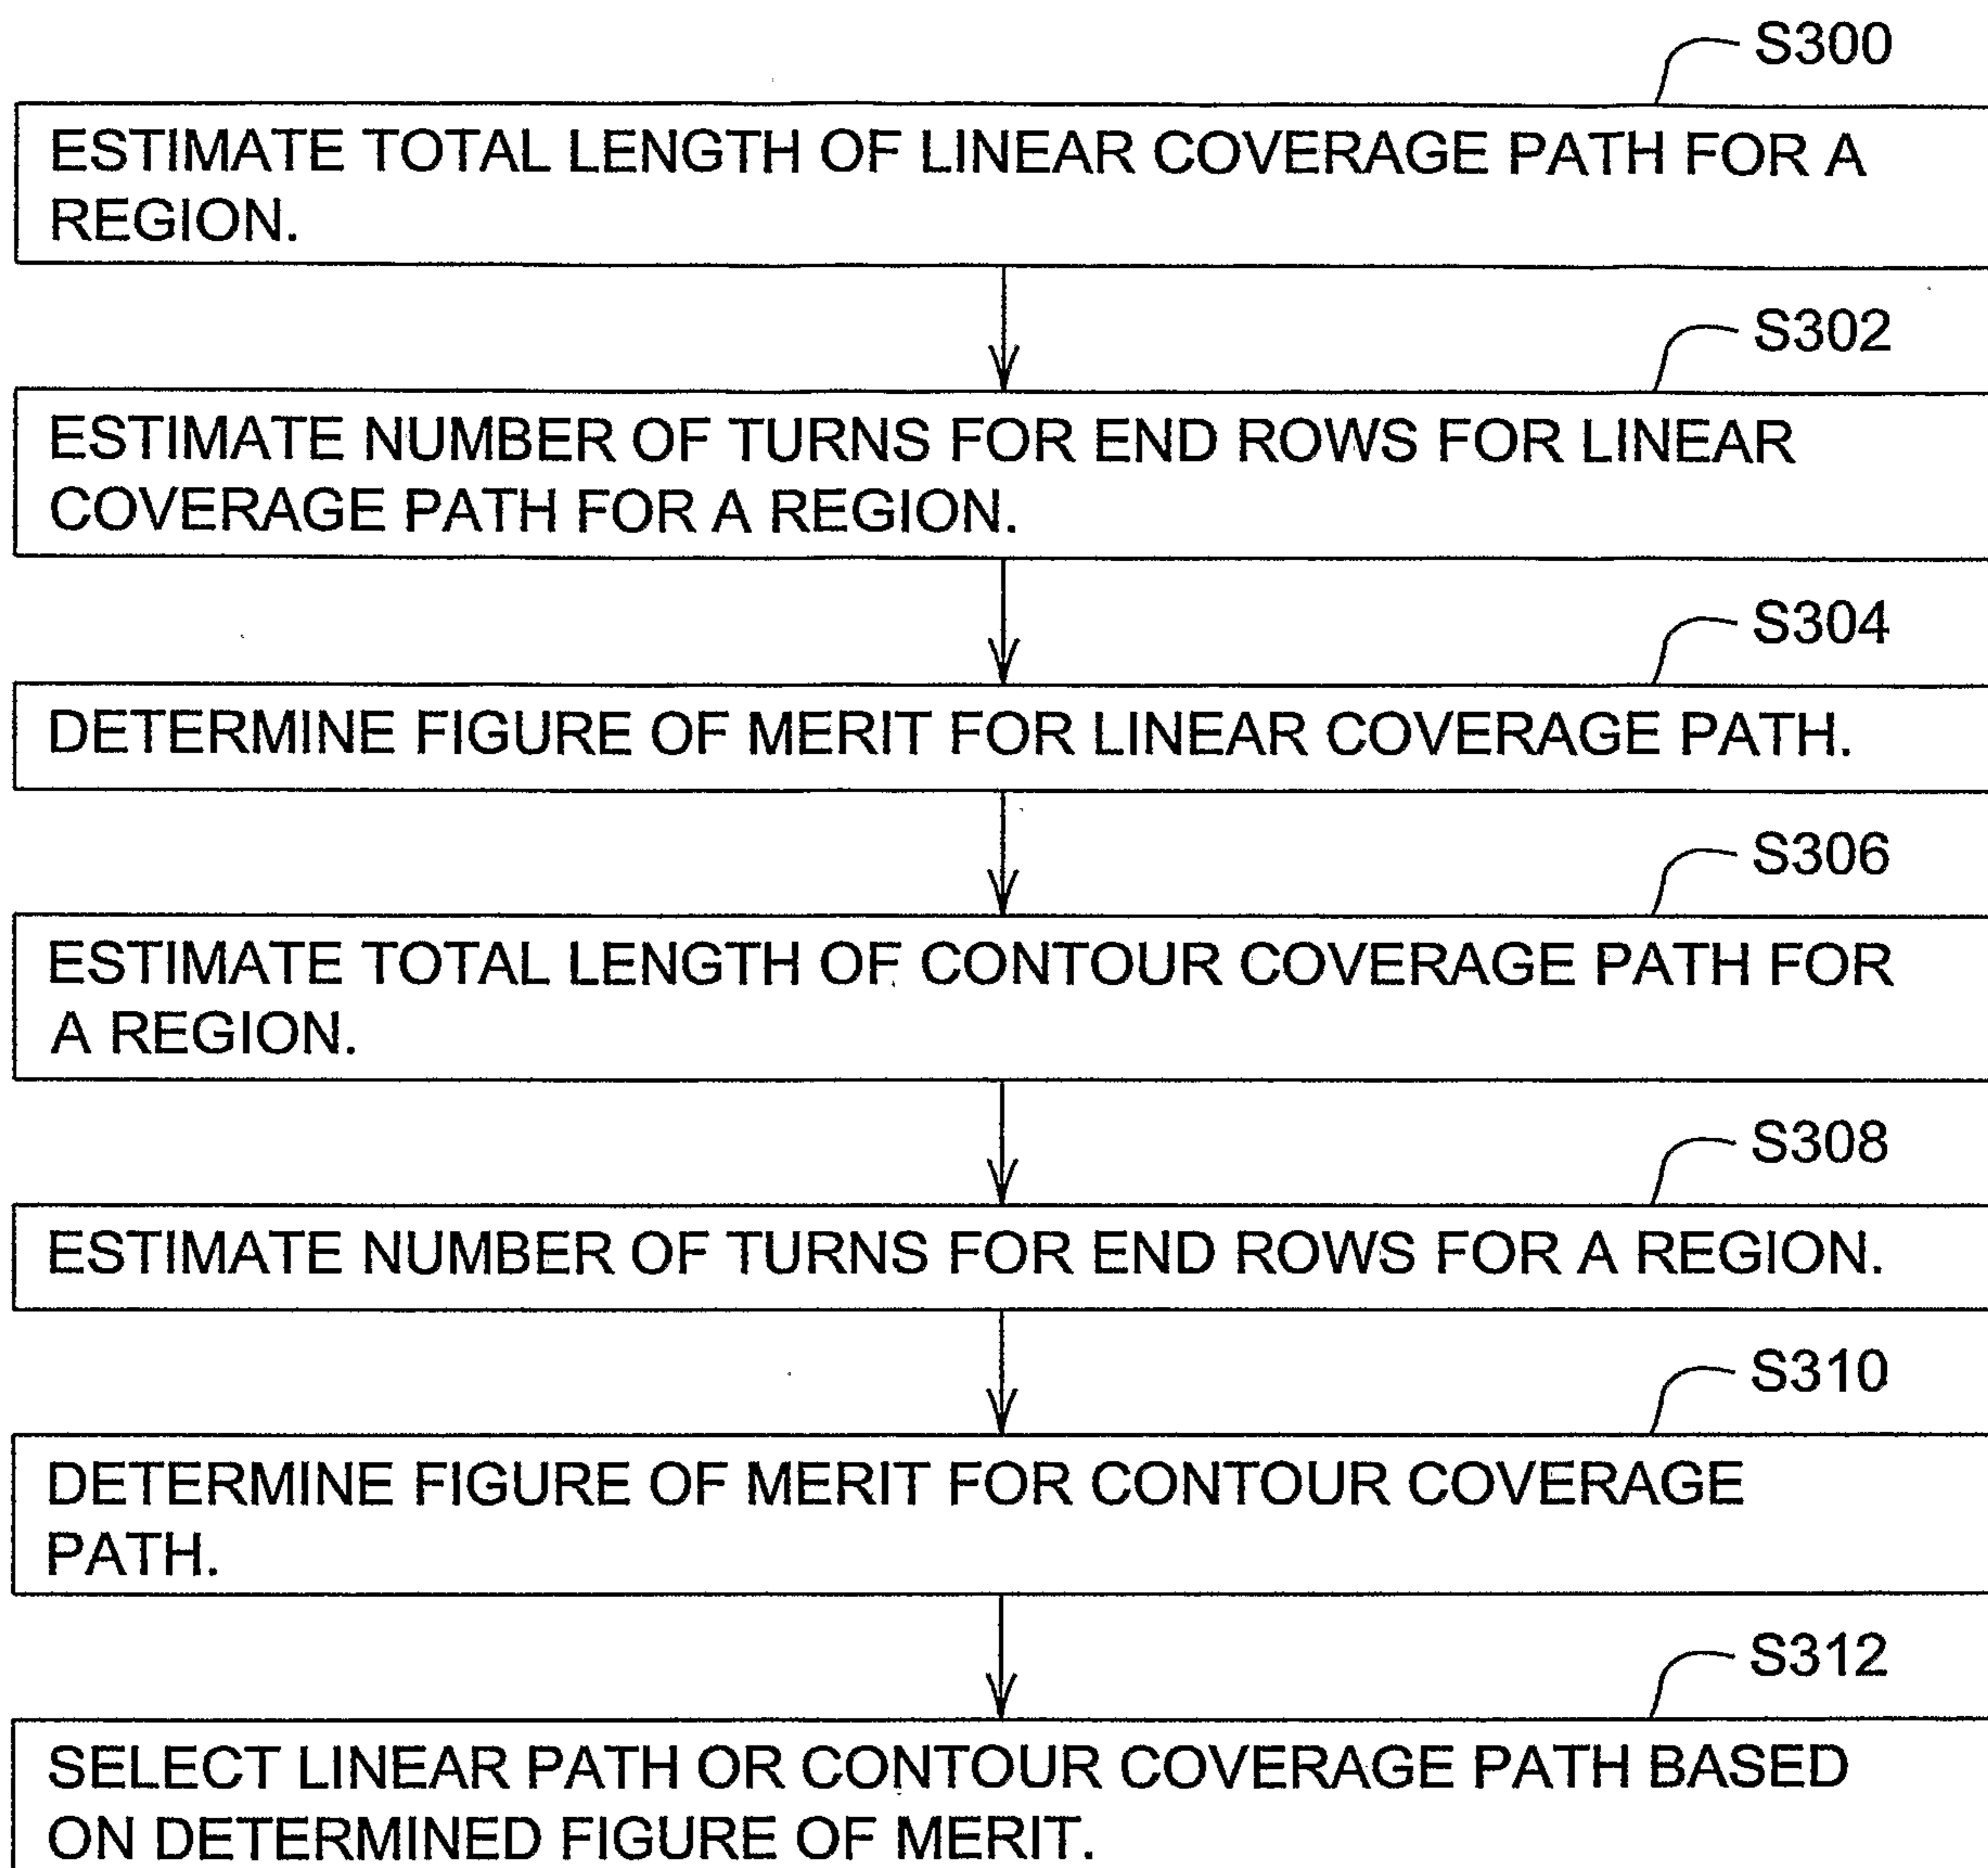 S300
ESTIMATE TOTAL LENGTH OF LINEAR COVERAGE PATH FOR A
REGION.
S302
ESTIMATE NUMBER OF TURNS FOR END ROWS FOR LINEAR
COVERAGE PATH FOR A REGION.
S304
DETERMINE FIGURE OF MERIT FOR LINEAR COVERAGE PATH.
S306
ESTIMATE TOTAL LENGTH OF CONTOUR COVERAGE PATH FOR
A REGION.
S308
ESTIMATE NUMBER OF TURNS FOR END ROWS FOR A REGION.
S310
DETERMINE FIGURE OF MERIT FOR CONTOUR COVERAGE
PATH.
S312
SELECT LINEAR PATH OR CONTOUR COVERAGE PATH BASED
ON DETERMINED FIGURE OF MERIT.